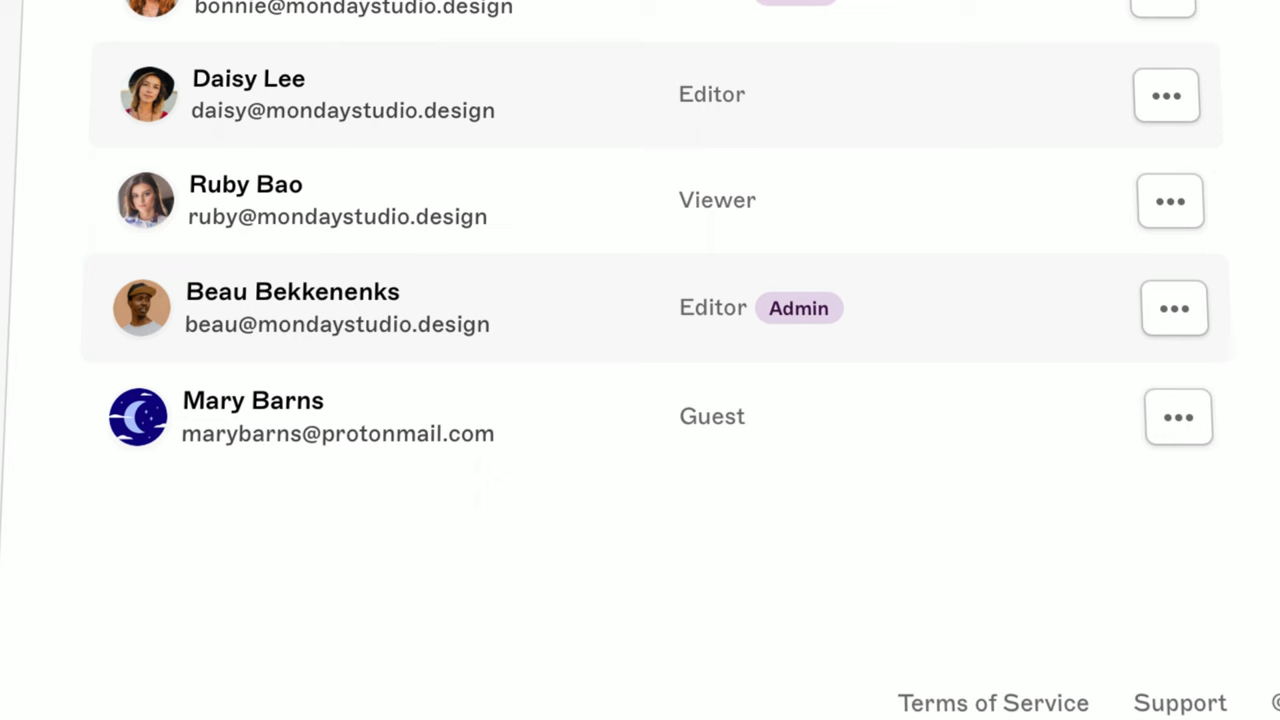 bonnie@mondaystudio.design
Daisy Lee
daisy@mondaystudio.design
Editor
Ruby Bao
ruby@mondaystudio.design
Viewer
Beau Bekkenenks
beau@mondaystudio.design
Editor Admin
Mary Barns
marybarns@protonmail.com
Guest
Terms of Service Support